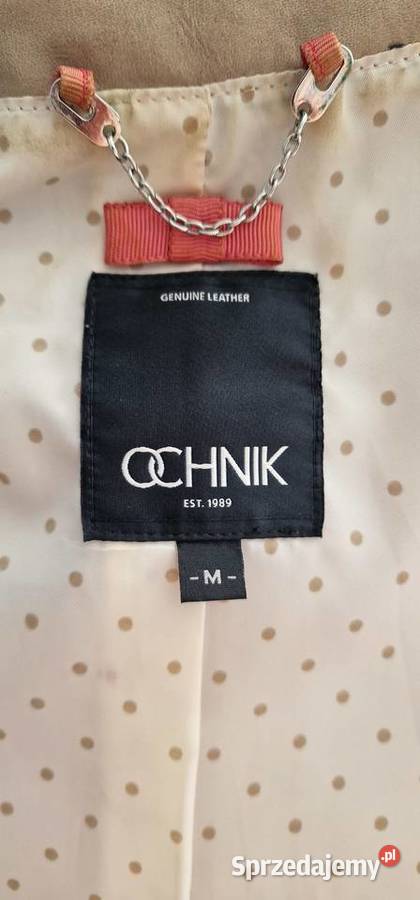 GENUINE LEATHER
OCHNIK
EST. 1989
- M -
Sprzedajemy.pl